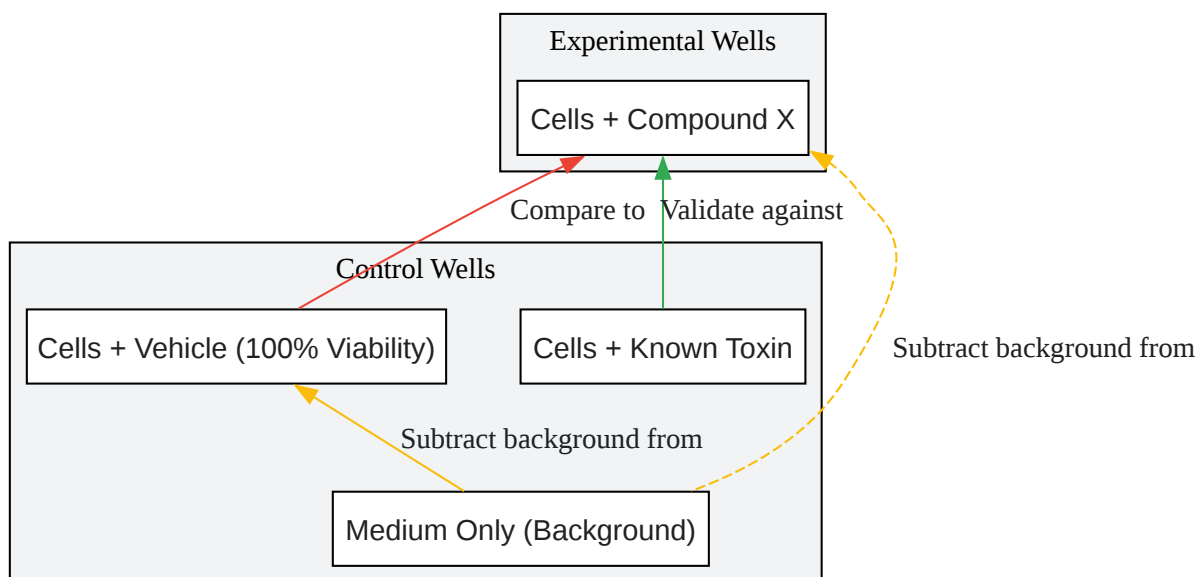 Experimental Wells
Cells + Compound X
Compare to
Validate against
Control Wells
Cells + Vehicle (100% Viability)
Cells + Known Toxin
Subtract background from
Subtract background from
Medium Only (Background)